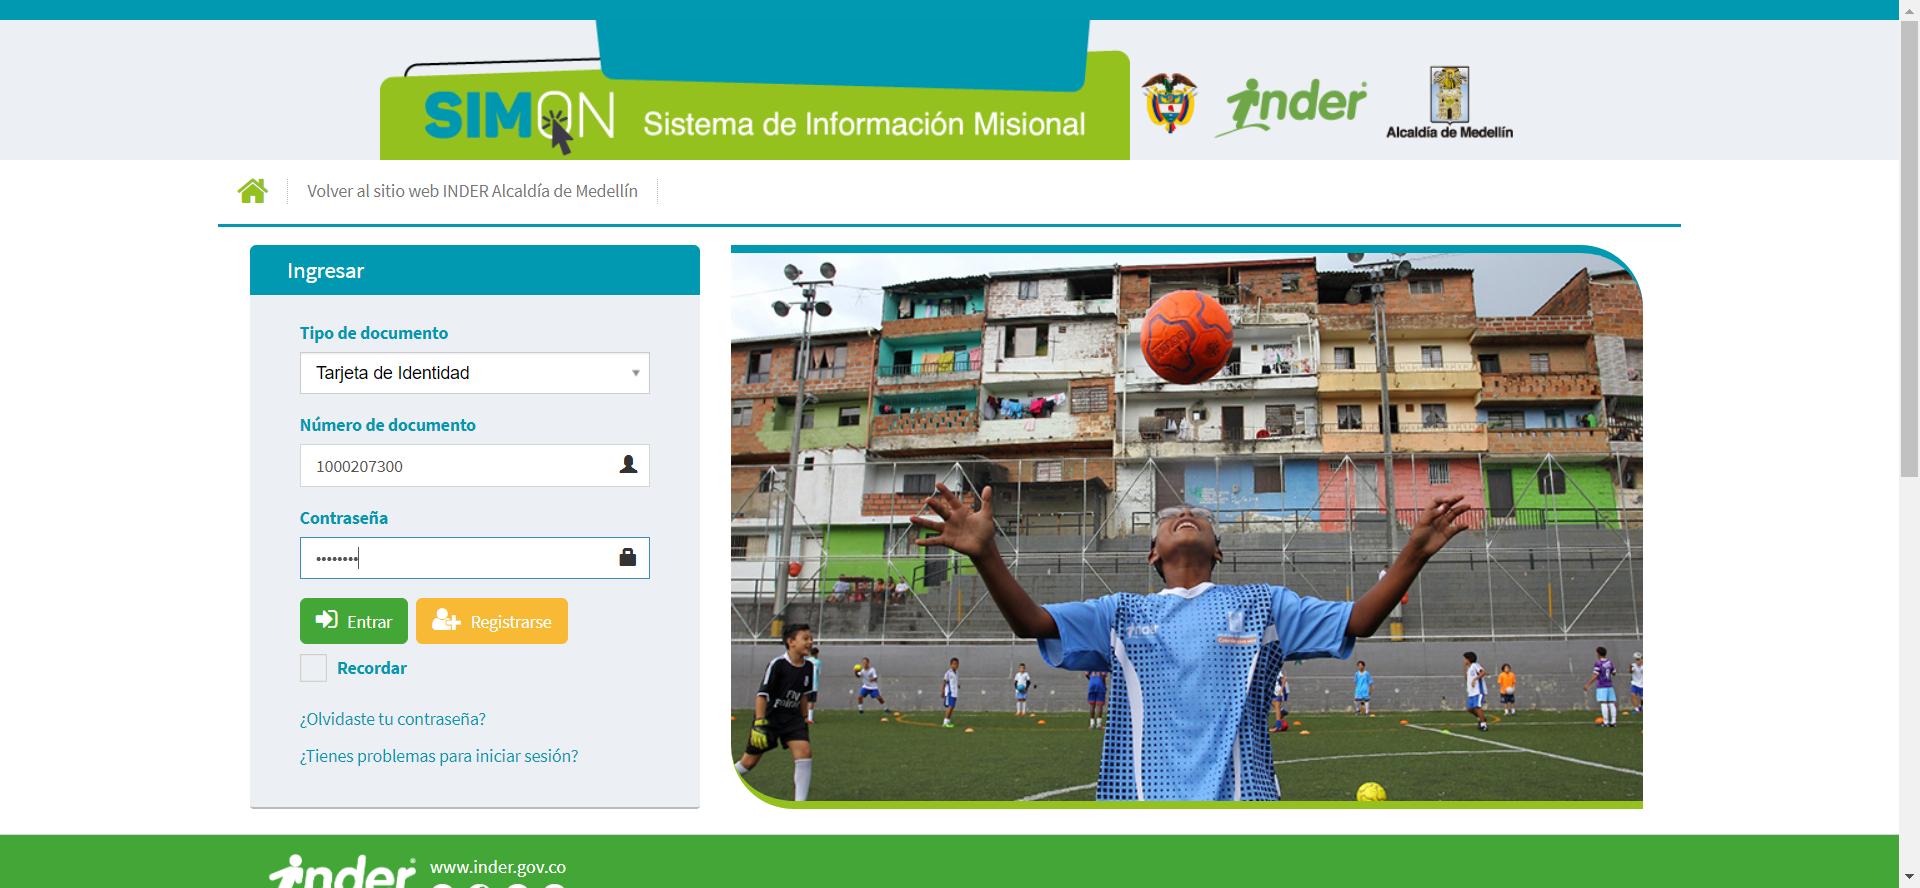 SIMON Sistema de Información Misional
inder
Alcaldía de Medellín
Volver al sitio web INDER Alcaldía de Medellín
Ingresar
Tipo de documento
Tarjeta de Identidad
Número de documento
1000207300
Contraseña
••••••••
Entrar Registrarse
Recordar
¿Olvidaste tu contraseña?
¿Tienes problemas para iniciar sesión?
inder
www.inder.gov.co